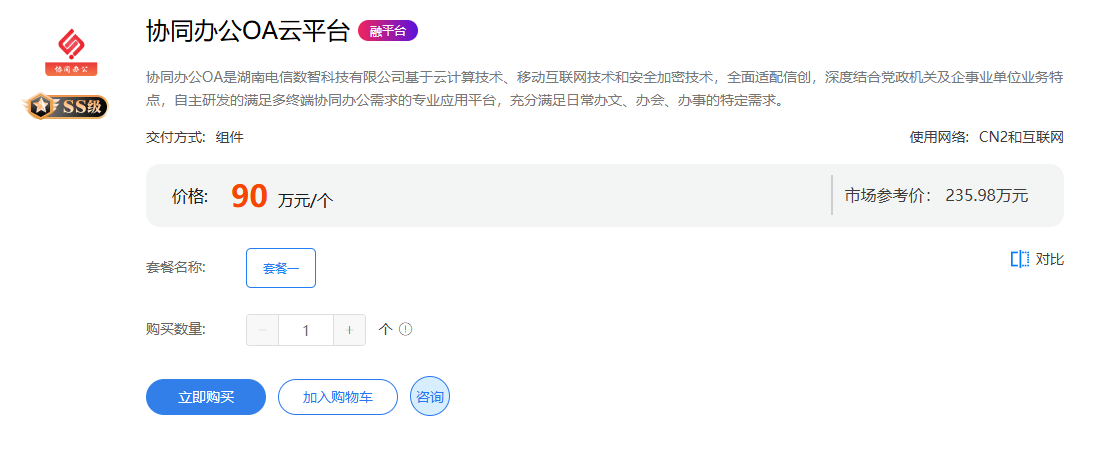 协同办公OA云平台 融平台
协同办公
SS级
协同办公OA是湖南电信数智科技有限公司基于云计算技术、移动互联网技术和安全加密技术，全面适配信创，深度结合党政机关及企事业单位业务特
点，自主研发的满足多终端协同办公需求的专业应用平台，充分满足日常办文、办会、办事的特定需求。
交付方式: 组件 使用网络: CN2和互联网
价格: 90 万元/个 市场参考价: 235.98万元
套餐名称: 套餐一 对比
购买数量: − 1 + 个
立即购买 加入购物车 咨询